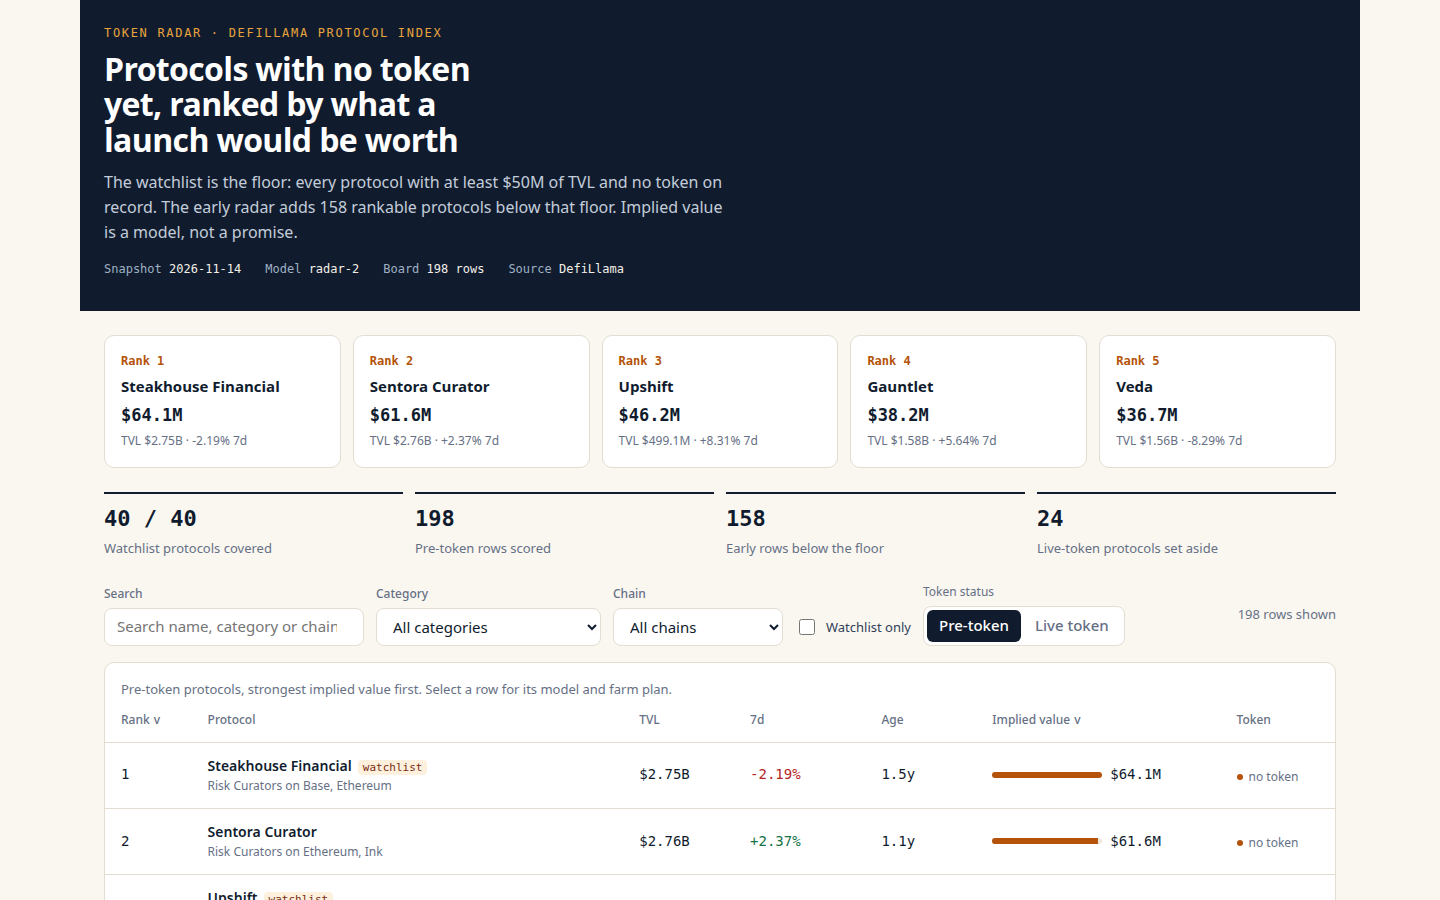 TOKEN RADAR · DEFILLAMA PROTOCOL INDEX
Protocols with no token
yet, ranked by what a
launch would be worth
The watchlist is the floor: every protocol with at least $50M of TVL and no token on
record. The early radar adds 158 rankable protocols below that floor. Implied value
is a model, not a promise.
Snapshot 2026-11-14 Model radar-2 Board 198 rows Source DefiLlama
Rank 1
Steakhouse Financial
$64.1M
TVL $2.75B · -2.19% 7d
Rank 2
Sentora Curator
$61.6M
TVL $2.76B · +2.37% 7d
Rank 3
Upshift
$46.2M
TVL $499.1M · +8.31% 7d
Rank 4
Gauntlet
$38.2M
TVL $1.58B · +5.64% 7d
Rank 5
Veda
$36.7M
TVL $1.56B · -8.29% 7d
40 / 40
Watchlist protocols covered
198
Pre-token rows scored
158
Early rows below the floor
24
Live-token protocols set aside
Search
Search name, category or chain
Category
All categories
Chain
All chains
Watchlist only
Token status
Pre-token Live token
198 rows shown
Pre-token protocols, strongest implied value first. Select a row for its model and farm plan.
Rank v Protocol TVL 7d Age Implied value v Token
1 Steakhouse Financial watchlist $2.75B -2.19% 1.5y $64.1M no token
Risk Curators on Base, Ethereum
2 Sentora Curator $2.76B +2.37% 1.1y $61.6M no token
Risk Curators on Ethereum, Ink
Upshift watchlist